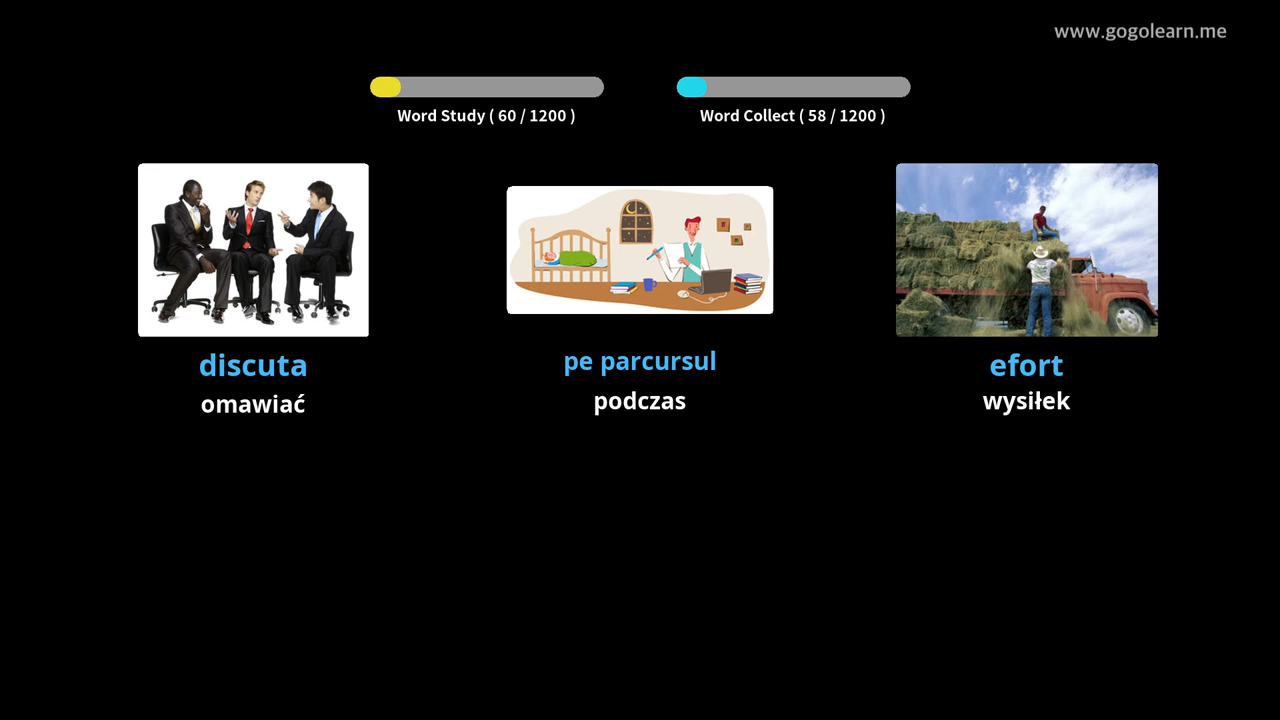 www.gogolearn.me
Word Study ( 60 / 1200 )
Word Collect ( 58 / 1200 )
discuta
omawiać
pe parcursul
podczas
efort
wysiłek